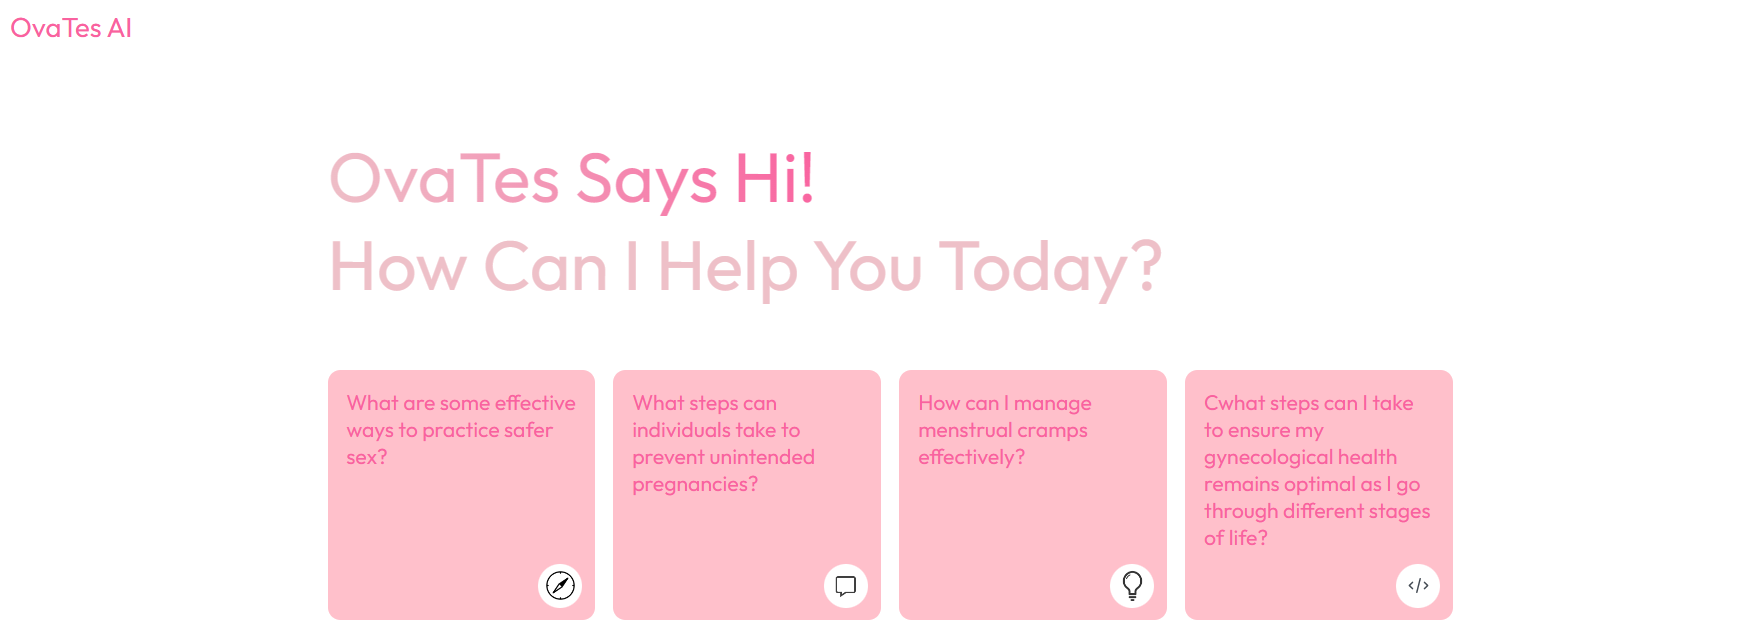 OvaTes AI
OvaTes Says Hi!
How Can I Help You Today?
What are some effective
ways to practice safer
sex?
What steps can
individuals take to
prevent unintended
pregnancies?
How can I manage
menstrual cramps
effectively?
Cwhat steps can I take
to ensure my
gynecological health
remains optimal as I go
through different stages
of life?